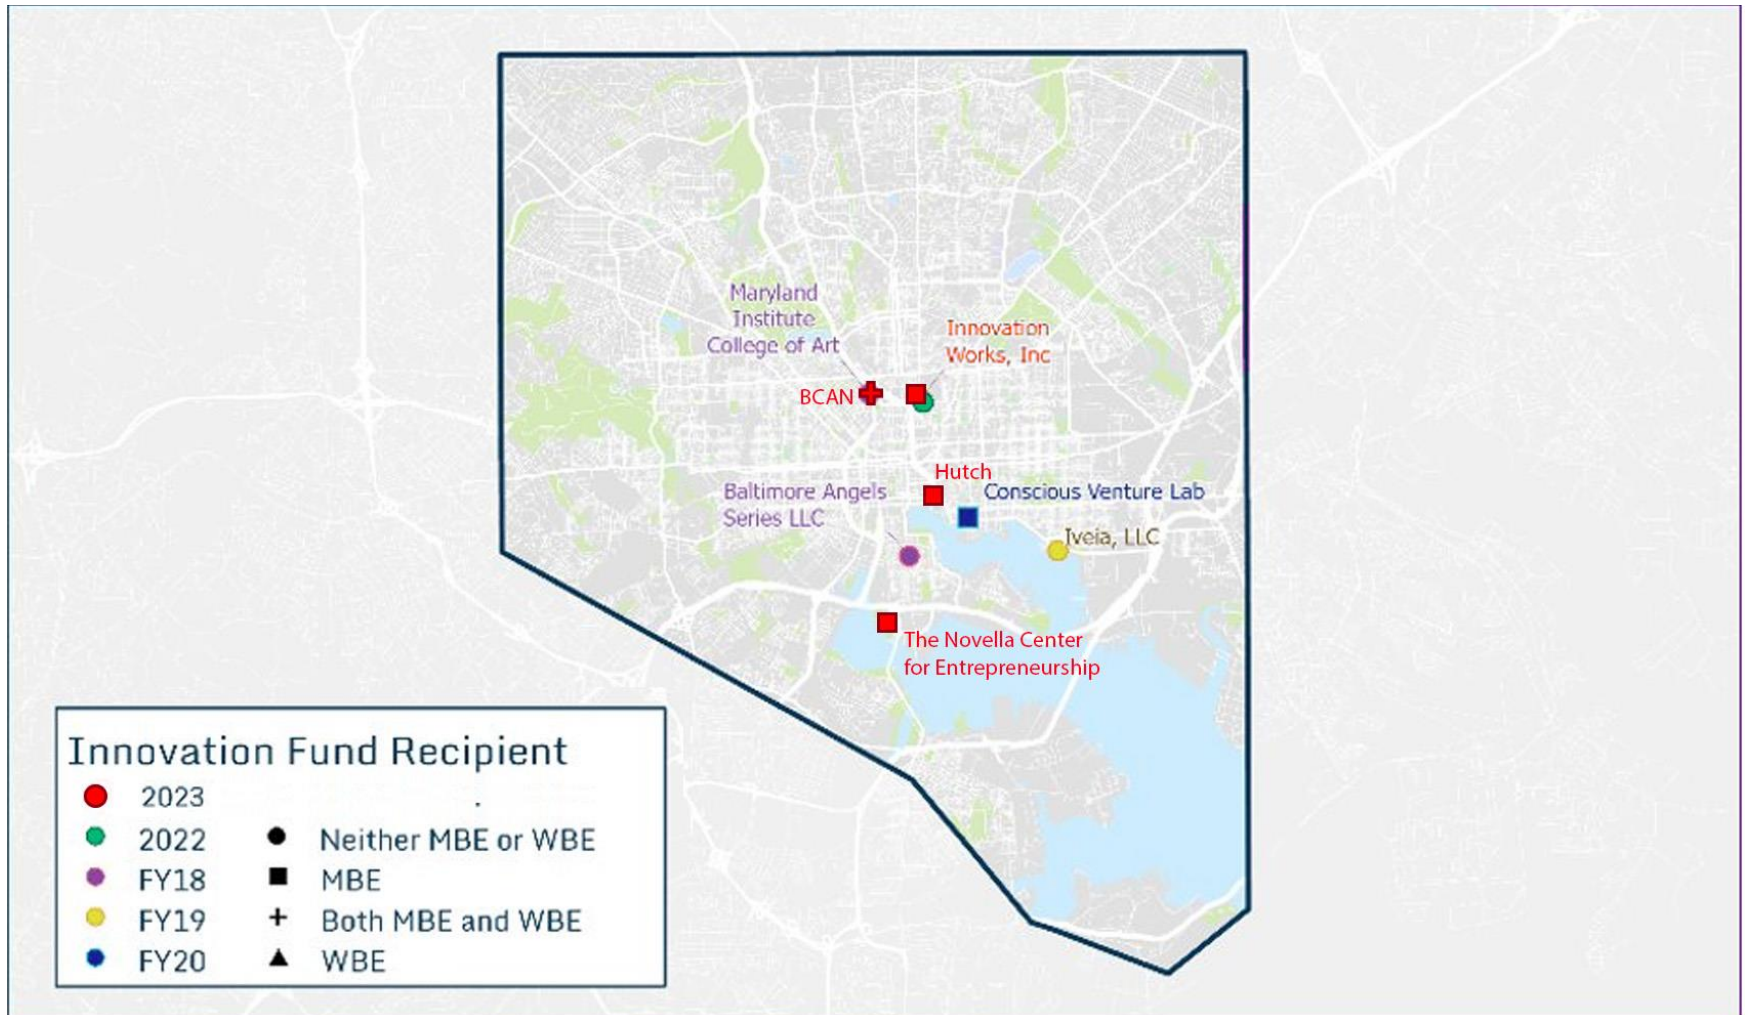 Maryland
Institute
College of Art
Innovation
Works, Inc
BCAN
Hutch
Baltimore Angels
Series LLC
Conscious Venture Lab
Iveia, LLC
The Novella Center
for Entrepreneurship
Innovation Fund Recipient
2023
2022
Neither MBE or WBE
FY18
MBE
FY19
Both MBE and WBE
FY20
WBE